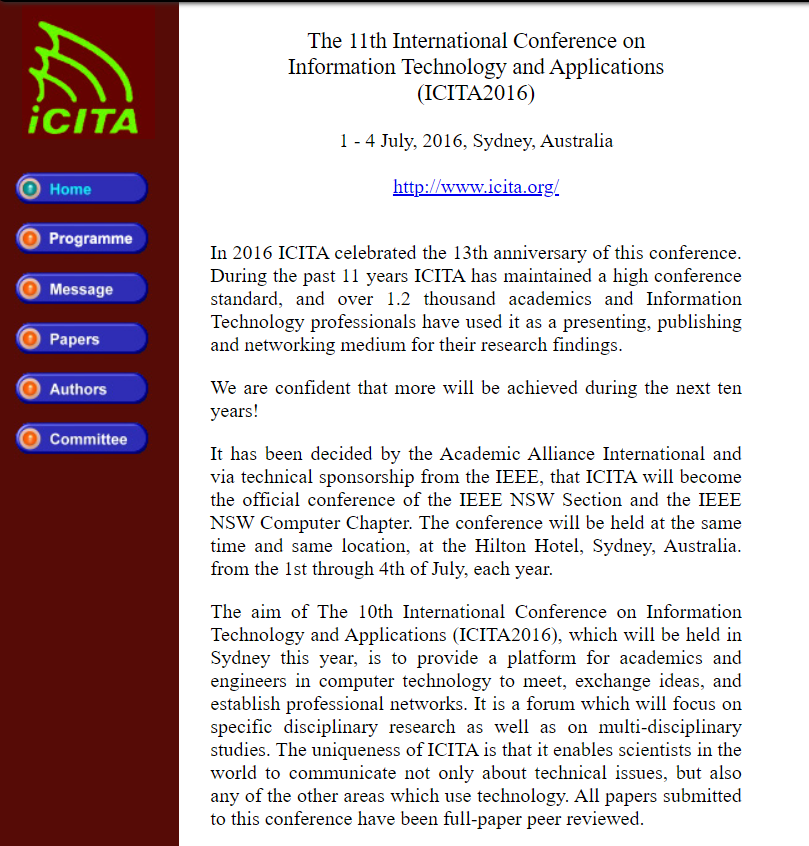 iCITA
Home
Programme
Message
Papers
Authors
Committee
The 11th International Conference on
Information Technology and Applications
(ICITA2016)
1 - 4 July, 2016, Sydney, Australia
http://www.icita.org/
In 2016 ICITA celebrated the 13th anniversary of this conference.
During the past 11 years ICITA has maintained a high conference
standard, and over 1.2 thousand academics and Information
Technology professionals have used it as a presenting, publishing
and networking medium for their research findings.
We are confident that more will be achieved during the next ten
years!
It has been decided by the Academic Alliance International and
via technical sponsorship from the IEEE, that ICITA will become
the official conference of the IEEE NSW Section and the IEEE
NSW Computer Chapter. The conference will be held at the same
time and same location, at the Hilton Hotel, Sydney, Australia.
from the 1st through 4th of July, each year.
The aim of The 10th International Conference on Information
Technology and Applications (ICITA2016), which will be held in
Sydney this year, is to provide a platform for academics and
engineers in computer technology to meet, exchange ideas, and
establish professional networks. It is a forum which will focus on
specific disciplinary research as well as on multi-disciplinary
studies. The uniqueness of ICITA is that it enables scientists in the
world to communicate not only about technical issues, but also
any of the other areas which use technology. All papers submitted
to this conference have been full-paper peer reviewed.